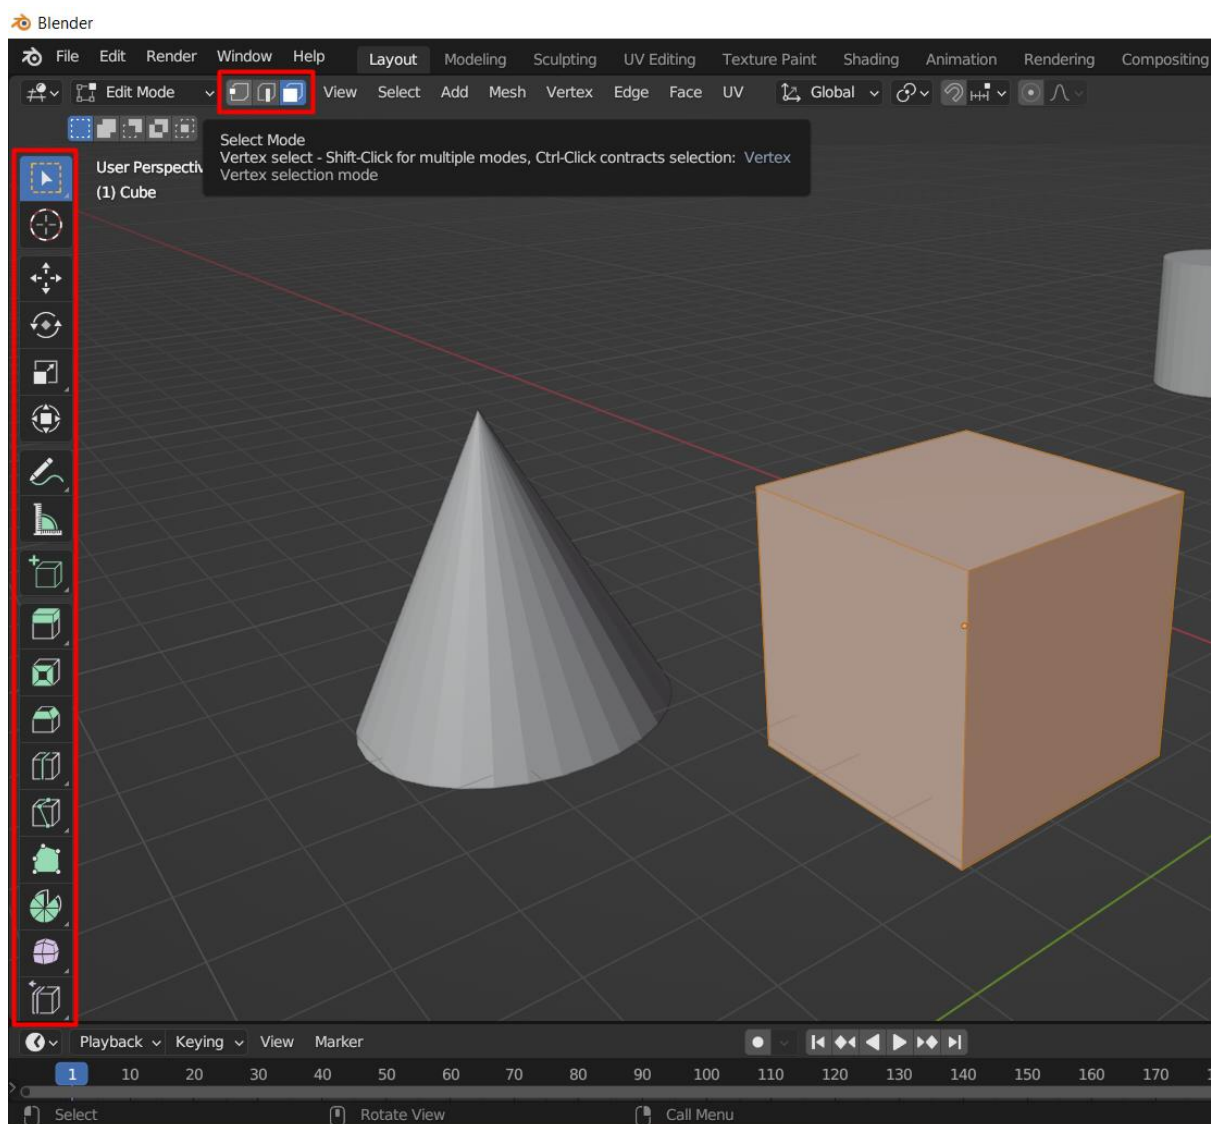 Blender
File Edit Render Window Help Layout Modeling Sculpting UV Editing Texture Paint Shading Animation Rendering Compositing
Edit Mode View Select Add Mesh Vertex Edge Face UV Global
Select Mode
Vertex select - Shift-Click for multiple modes, Ctrl-Click contracts selection: Vertex
Vertex selection mode
User Perspectiv
(1) Cube
Playback Keying View Marker
1 10 20 30 40 50 60 70 80 90 100 110 120 130 140 150 160 170
Select Rotate View Call Menu